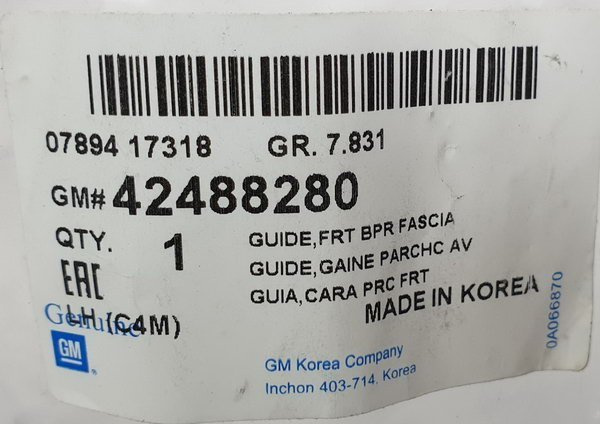 07894 17318 GR. 7.831
GM# 42488280
QTY. 1
GUIDE,FRT BPR FASCIA
GUIDE,GAINE PARCHC AV
GUIA,CARA PRC FRT
EAC
LH (C4M)
MADE IN KOREA
Genuine
GM
GM Korea Company
Inchon 403-714, Korea
0A066870